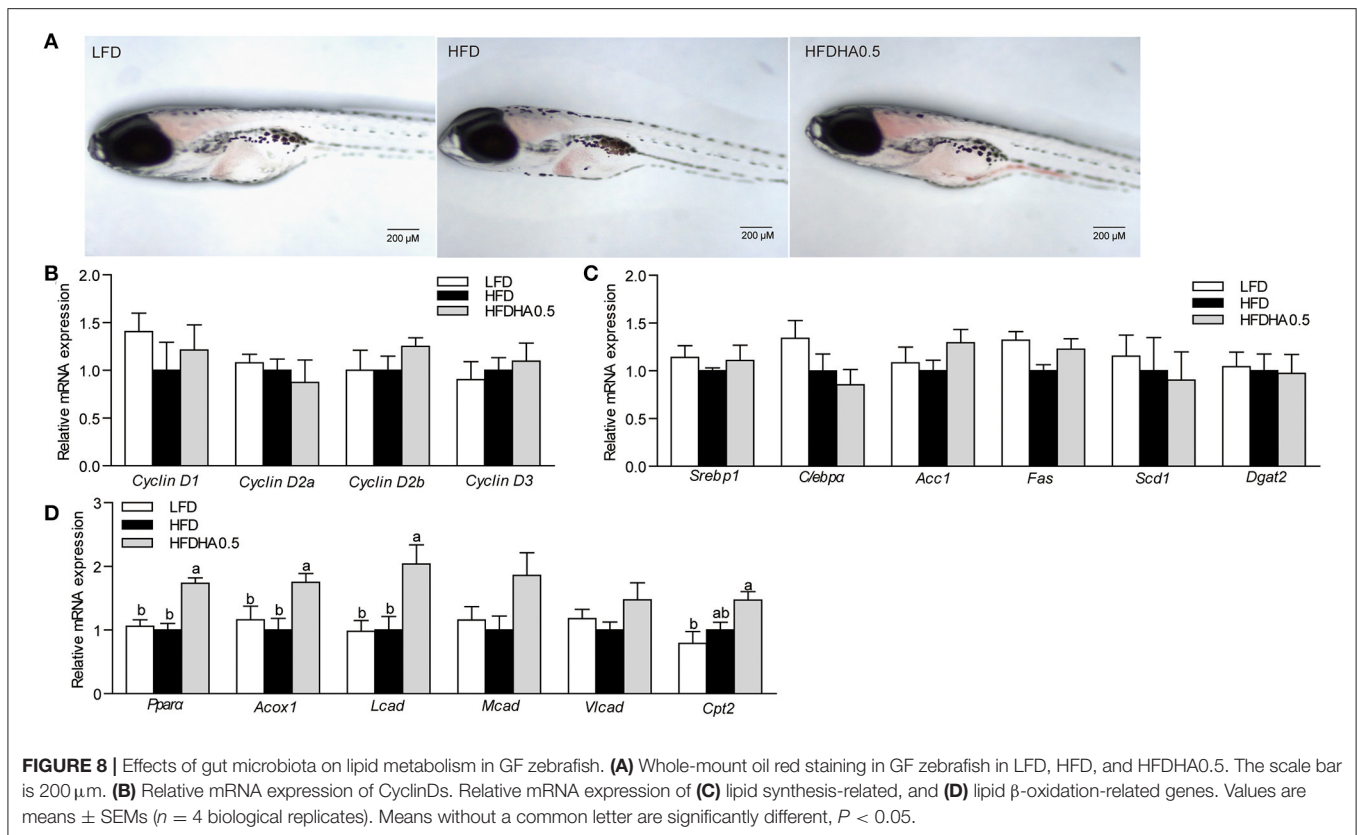 A
LFD
HFD
HFDHA0.5
200 µM
200 µM
200 µM
B
Relative mRNA expression
2.0
1.5
1.0
0.5
0.0
LFD
HFD
HFDHA0.5
Cyclin D1 Cyclin D2a Cyclin D2b Cyclin D3
C
Relative mRNA expression
2.0
1.5
1.0
0.5
0.0
LFD
HFD
HFDHA0.5
Srebp1 C/ebpα Acc1 Fas Scd1 Dgat2
D
Relative mRNA expression
3
2
1
0
LFD
HFD
HFDHA0.5
b b a b b a b b a b ab a
Pparα Acox1 Lcad Mcad Vlcad Cpt2
FIGURE 8 | Effects of gut microbiota on lipid metabolism in GF zebrafish. (A) Whole-mount oil red staining in GF zebrafish in LFD, HFD, and HFDHA0.5. The scale bar
is 200 µm. (B) Relative mRNA expression of CyclinDs. Relative mRNA expression of (C) lipid synthesis-related, and (D) lipid β-oxidation-related genes. Values are
means ± SEMs (n = 4 biological replicates). Means without a common letter are significantly different, P < 0.05.